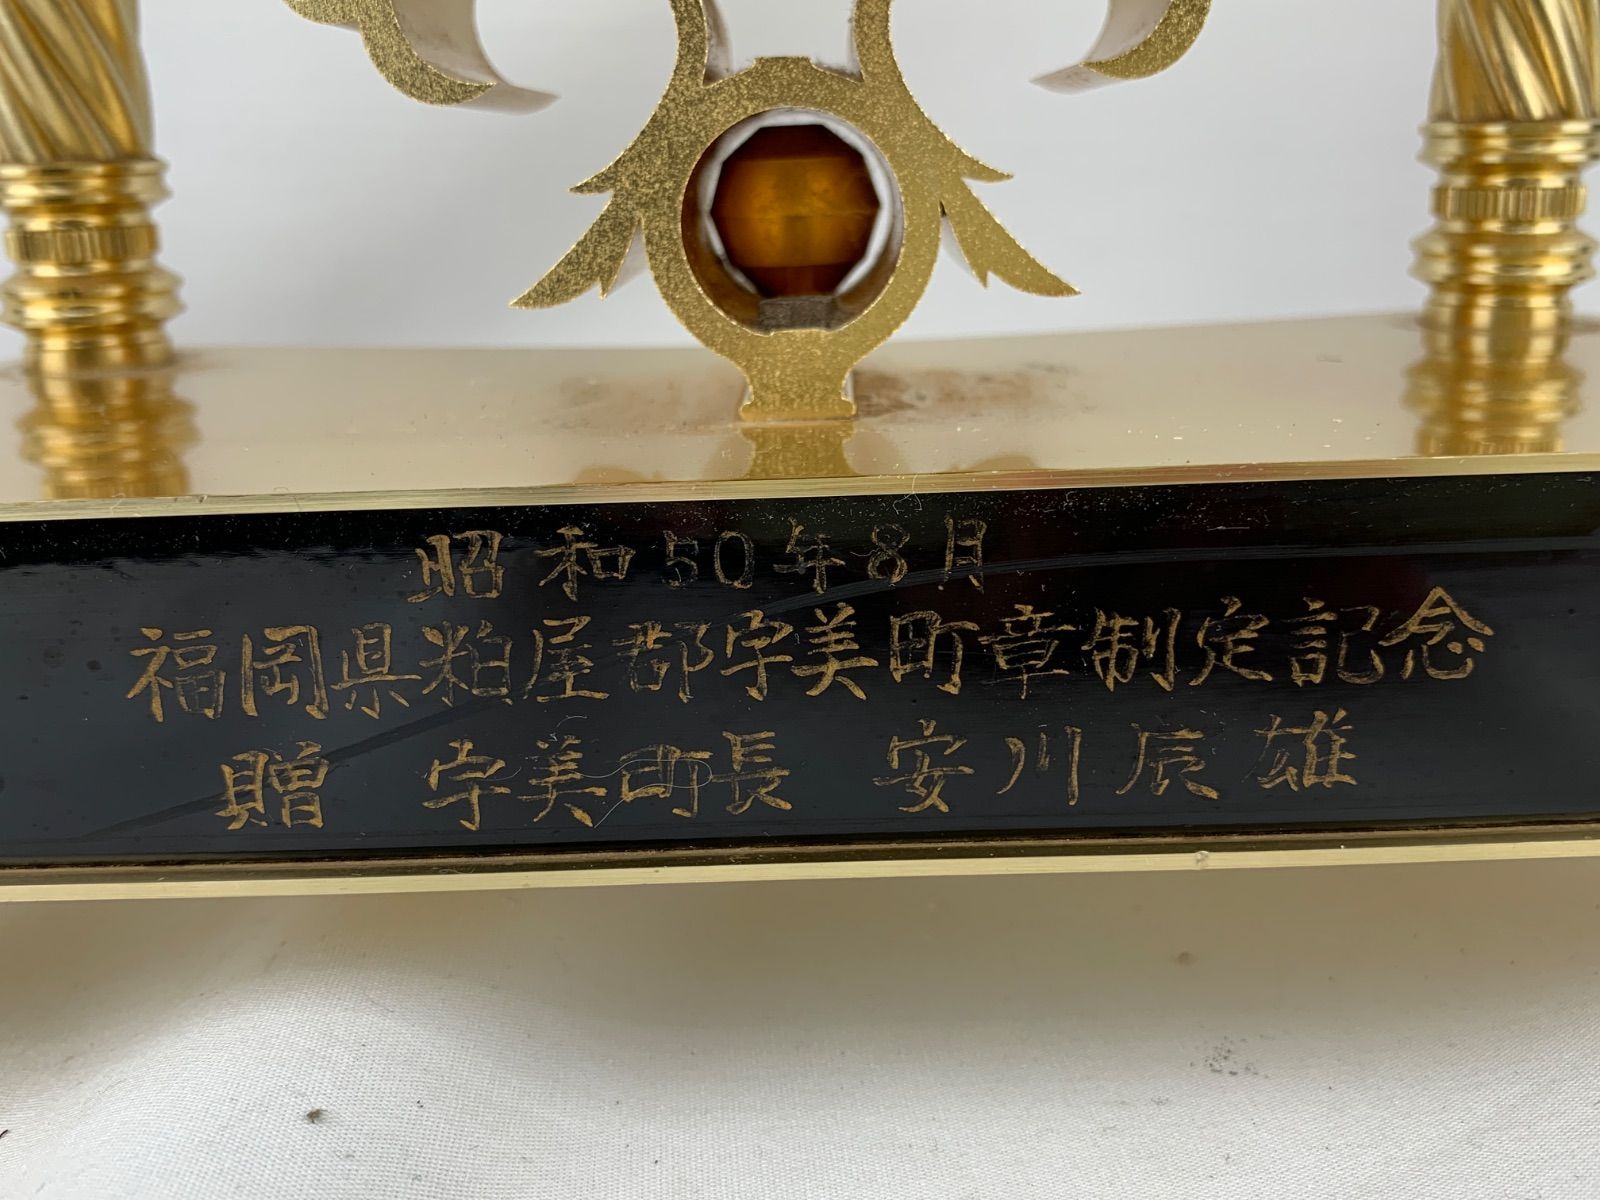 昭和50年8月
福岡県粕屋郡宇美町章制定記念
贈 宇美町長 安川辰雄